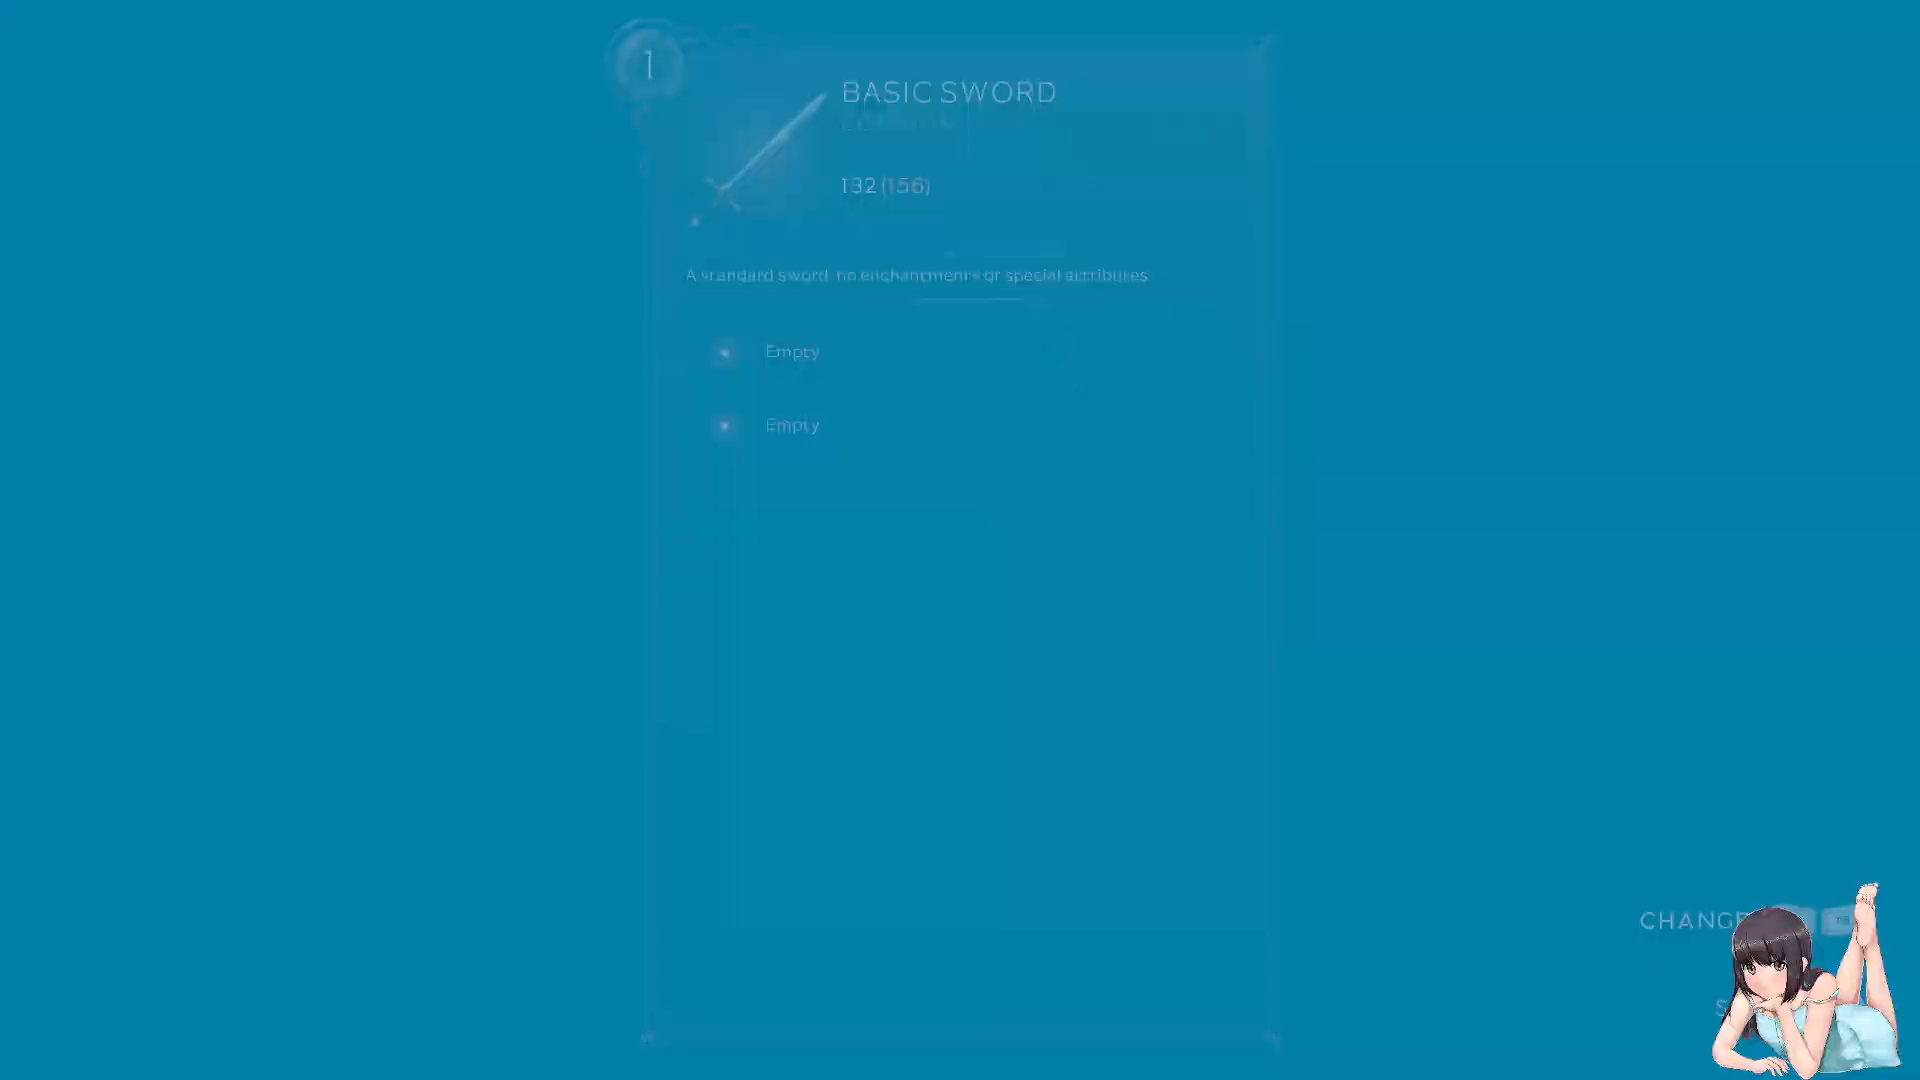 1
BASIC SWORD
132 (156)
A standard sword, no enchantments or special attributes
Empty
Empty
CHANGE